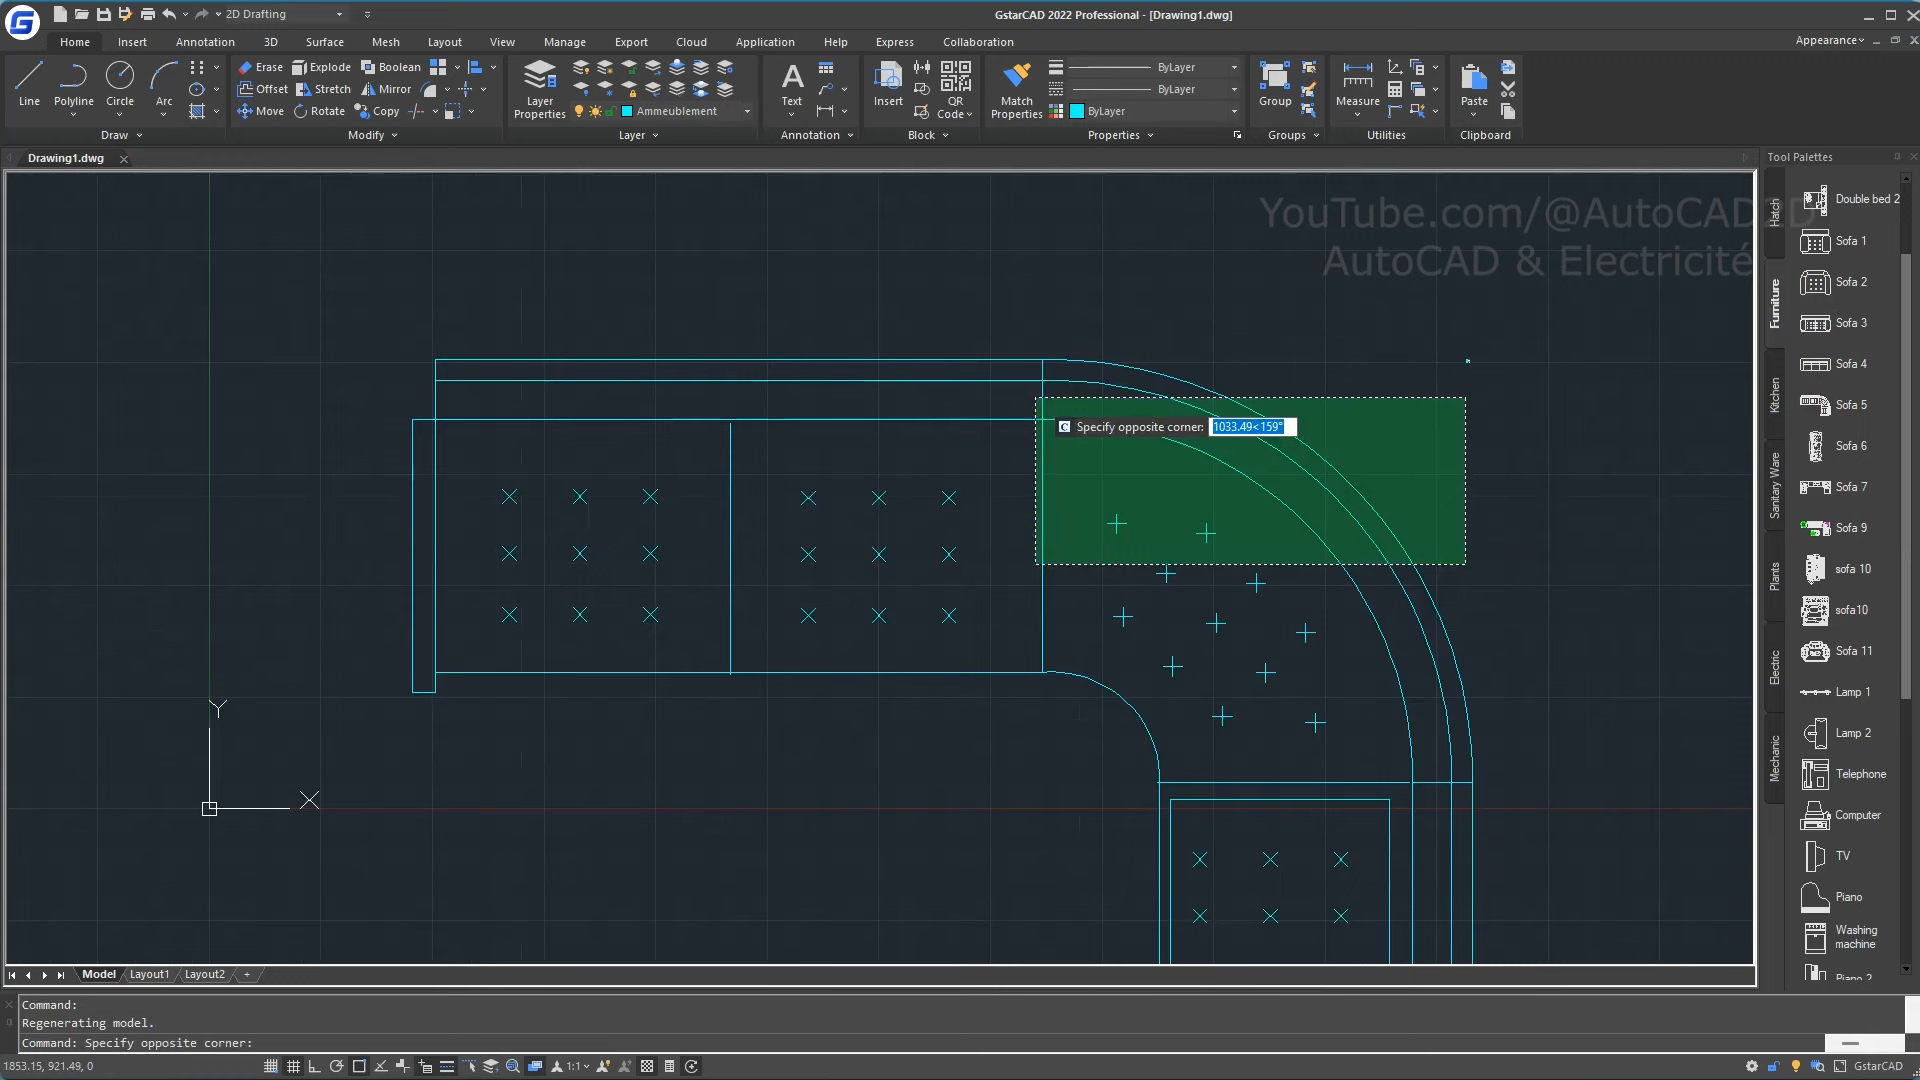 2D Drafting
GstarCAD 2022 Professional - [Drawing1.dwg]
Home Insert Annotation 3D Surface Mesh Layout View Manage Export Cloud Application Help Express Collaboration
Appearance
Line Polyline Circle Arc
Erase Explode Boolean
Offset Stretch Mirror
Move Rotate Copy
Layer Properties
Ammeublement
Text
Insert
QR Code
Match Properties
ByLayer
ByLayer
ByLayer
Group
Measure
Paste
Draw Modify Layer Annotation Block Properties Groups Utilities Clipboard
Drawing1.dwg
Tool Palettes
YouTube.com/@AutoCAD2D
AutoCAD & Electricité
C Specify opposite corner: 1033.49<159°
Y
X
Hatch
Furniture
Kitchen
Sanitary Ware
Plants
Electric
Mechanic
Double bed 2
Sofa 1
Sofa 2
Sofa 3
Sofa 4
Sofa 5
Sofa 6
Sofa 7
Sofa 9
sofa 10
sofa10
Sofa 11
Lamp 1
Lamp 2
Telephone
Computer
TV
Piano
Washing
machine
Piano 2
Model Layout1 Layout2 +
Command:
Regenerating model.
Command: Specify opposite corner:
1853.15, 921.49, 0
1:1
GstarCAD